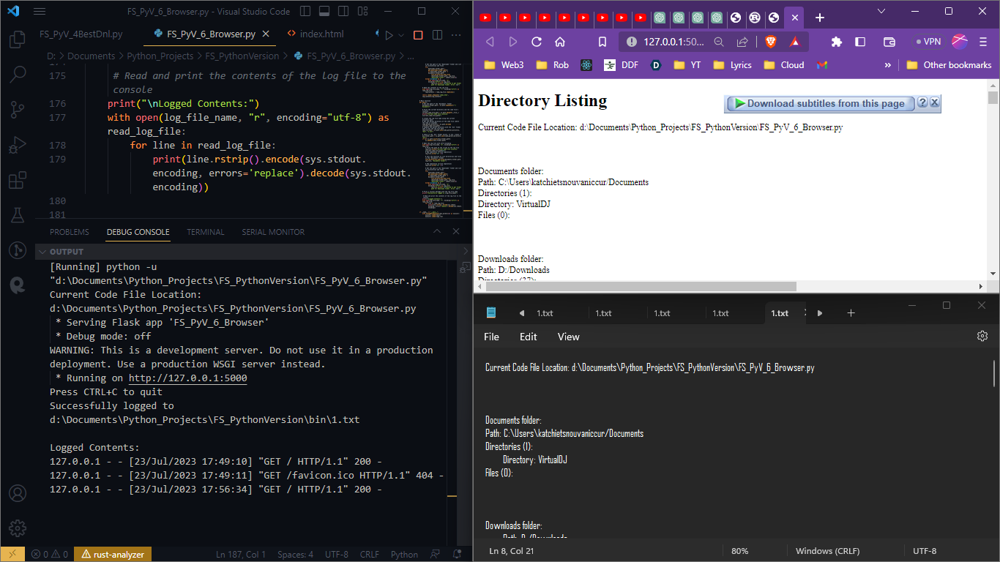 FS_PyV_6_Browser.py - Visual Studio Code
FS_PyV_4BestDnl.py
FS_PyV_6_Browser.py
index.html
D: > Documents > Python_Projects > FS_PythonVersion > FS_PyV_6_Browser.py > ...
175 # Read and print the contents of the log file to the
console
176 print("\nLogged Contents:")
177 with open(log_file_name, "r", encoding="utf-8") as
read_log_file:
178 for line in read_log_file:
179 print(line.rstrip().encode(sys.stdout.
encoding, errors='replace').decode(sys.stdout.
encoding))
180
181
PROBLEMS
DEBUG CONSOLE
TERMINAL
SERIAL MONITOR
OUTPUT
[Running] python -u
"d:\Documents\Python_Projects\FS_PythonVersion\FS_PyV_6_Browser.py"
Current Code File Location:
d:\Documents\Python_Projects\FS_PythonVersion\FS_PyV_6_Browser.py
* Serving Flask app 'FS_PyV_6_Browser'
* Debug mode: off
WARNING: This is a development server. Do not use it in a production
deployment. Use a production WSGI server instead.
* Running on http://127.0.0.1:5000
Press CTRL+C to quit
Successfully logged to
d:\Documents\Python_Projects\FS_PythonVersion\bin\1.txt
Logged Contents:
127.0.0.1 - - [23/Jul/2023 17:49:10] "GET / HTTP/1.1" 200 -
127.0.0.1 - - [23/Jul/2023 17:49:11] "GET /favicon.ico HTTP/1.1" 404 -
127.0.0.1 - - [23/Jul/2023 17:56:34] "GET / HTTP/1.1" 200 -
0 0
rust-analyzer
Ln 187, Col 1
Spaces: 4
UTF-8
CRLF
Python
127.0.0.1:50...
VPN
Web3
Rob
DDF
D
YT
Lyrics
Cloud
»
Other bookmarks
Directory Listing
Download subtitles from this page
Current Code File Location: d:\Documents\Python_Projects\FS_PythonVersion\FS_PyV_6_Browser.py
Documents folder:
Path: C:\Users\katchietsnouvaniccur/Documents
Directories (1):
Directory: VirtualDJ
Files (0):
Downloads folder:
Path: D:/Downloads
Directories (37):
1.txt
1.txt
1.txt
1.txt
1.txt
File
Edit
View
Current Code File Location: d:\Documents\Python_Projects\FS_PythonVersion\FS_PyV_6_Browser.py
Documents folder:
Path: C:\Users\katchietsnouvaniccur/Documents
Directories (1):
Directory: VirtualDJ
Files (0):
Downloads folder:
Path: D:/Downloads
Ln 8, Col 21
80%
Windows (CRLF)
UTF-8